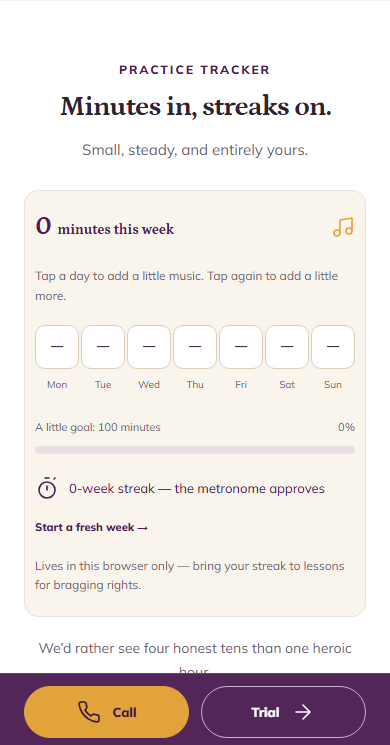 PRACTICE TRACKER
Minutes in, streaks on.
Small, steady, and entirely yours.
0 minutes this week
Tap a day to add a little music. Tap again to add a little
more.
— — — — — — —
Mon Tue Wed Thu Fri Sat Sun
A little goal: 100 minutes 0%
0-week streak — the metronome approves
Start a fresh week →
Lives in this browser only — bring your streak to lessons
for bragging rights.
We'd rather see four honest tens than one heroic
hour
Call Trial →